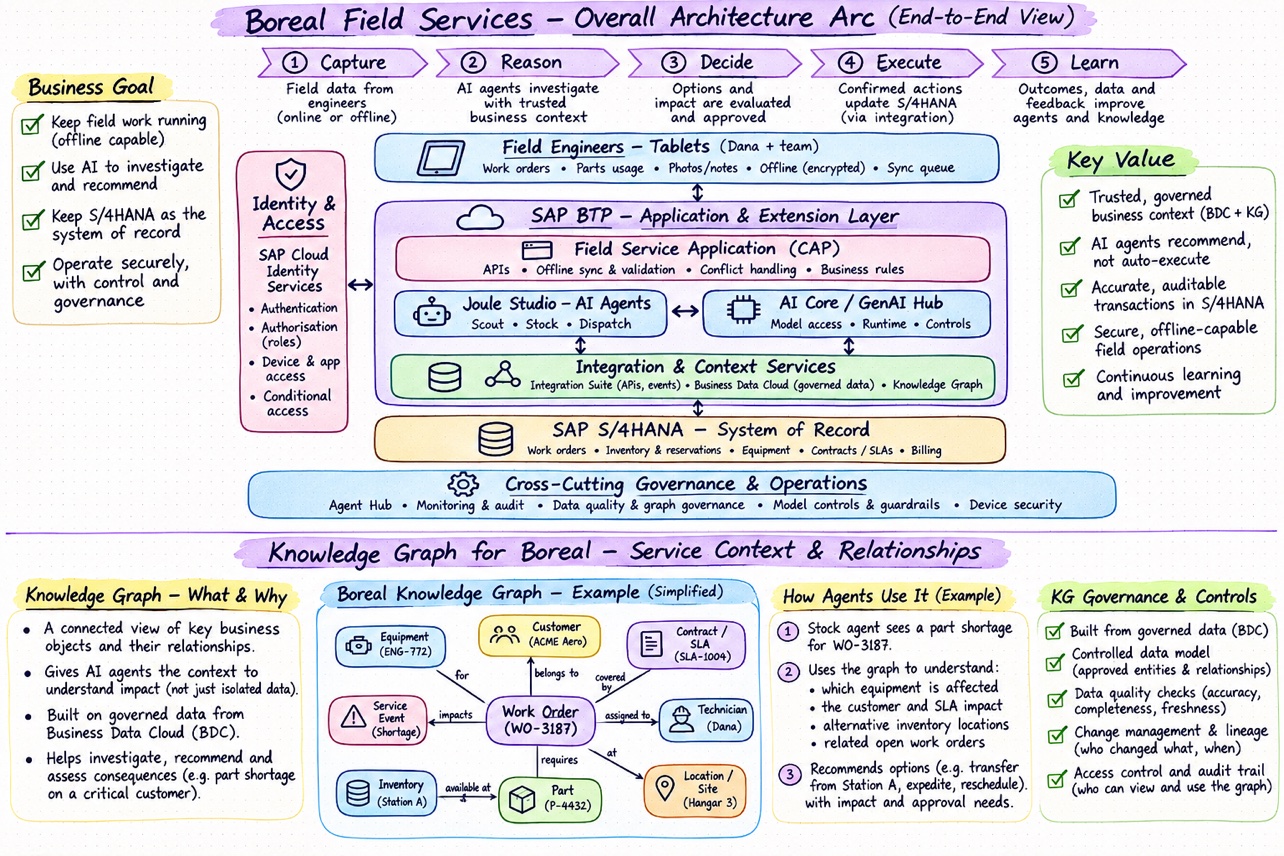 Boreal Field Services – Overall Architecture Arc (End-to-End View)
1 Capture
Field data from
engineers
(online or offline)
2 Reason
AI agents investigate
with trusted
business context
3 Decide
Options and
impact are evaluated
and approved
4 Execute
Confirmed actions
update S/4HANA
(via integration)
5 Learn
Outcomes, data and
feedback improve
agents and knowledge
Business Goal
Keep field work running
(offline capable)
Use AI to investigate
and recommend
Keep S/4HANA as the
system of record
Operate securely,
with control and
governance
Identity &
Access
SAP Cloud
Identity
Services
• Authentication
• Authorisation
(roles)
• Device & app
access
• Conditional
access
Field Engineers – Tablets (Dana + team)
Work orders • Parts usage • Photos/notes • Offline (encrypted) • Sync queue
SAP BTP – Application & Extension Layer
Field Service Application (CAP)
APIs • Offline sync & validation • Conflict handling • Business rules
Joule Studio – AI Agents
Scout • Stock • Dispatch
AI Core / GenAI Hub
Model access • Runtime • Controls
Integration & Context Services
Integration Suite (APIs, events) • Business Data Cloud (governed data) • Knowledge Graph
SAP S/4HANA – System of Record
Work orders • Inventory & reservations • Equipment • Contracts / SLAs • Billing
Cross-Cutting Governance & Operations
Agent Hub • Monitoring & audit • Data quality & graph governance • Model controls & guardrails • Device security
Key Value
Trusted, governed
business context (BDC + KG)
AI agents recommend,
not auto-execute
Accurate, auditable
transactions in S/4HANA
Secure, offline-capable
field operations
Continuous learning
and improvement
Knowledge Graph for Boreal – Service Context & Relationships
Knowledge Graph – What & Why
• A connected view of key business
objects and their relationships.
• Gives AI agents the context to
understand impact (not just isolated data).
• Built on governed data from
Business Data Cloud (BDC).
• Helps investigate, recommend and
assess consequences (e.g. part shortage
on a critical customer).
Boreal Knowledge Graph – Example (Simplified)
Equipment
(ENG-772)
Customer
(ACME Aero)
Contract /
SLA
(SLA-1004)
for
belongs to
covered
by
Service
Event
(Shortage)
impacts
Work Order
(WO-3187)
assigned to
Technician
(Dana)
requires
at
Inventory
(Station A)
available at
Part
(P-4432)
Location /
Site
(Hangar 3)
How Agents Use It (Example)
1 Stock agent sees a part shortage
for WO-3187.
2 Uses the graph to understand:
• which equipment is affected
• the customer and SLA impact
• alternative inventory locations
• related open work orders
3 Recommends options (e.g. transfer
from Station A, expedite, reschedule).
with impact and approval needs.
KG Governance & Controls
Built from governed data (BDC)
Controlled data model
(approved entities & relationships)
Data quality checks (accuracy,
completeness, freshness)
Change management & lineage
(who changed what, when)
Access control and audit trail
(who can view and use the graph)